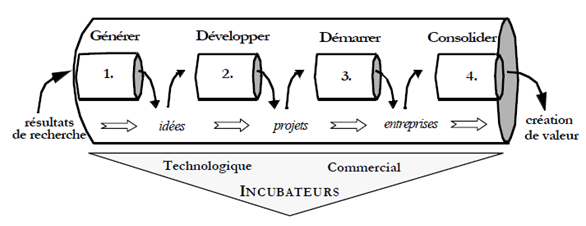 Générer
Développer
Démarrer
Consolider
1.
2.
3.
4.
résultats
de recherche
idées
projets
entreprises
création
de valeur
Technologique
Commercial
INCUBATEURS